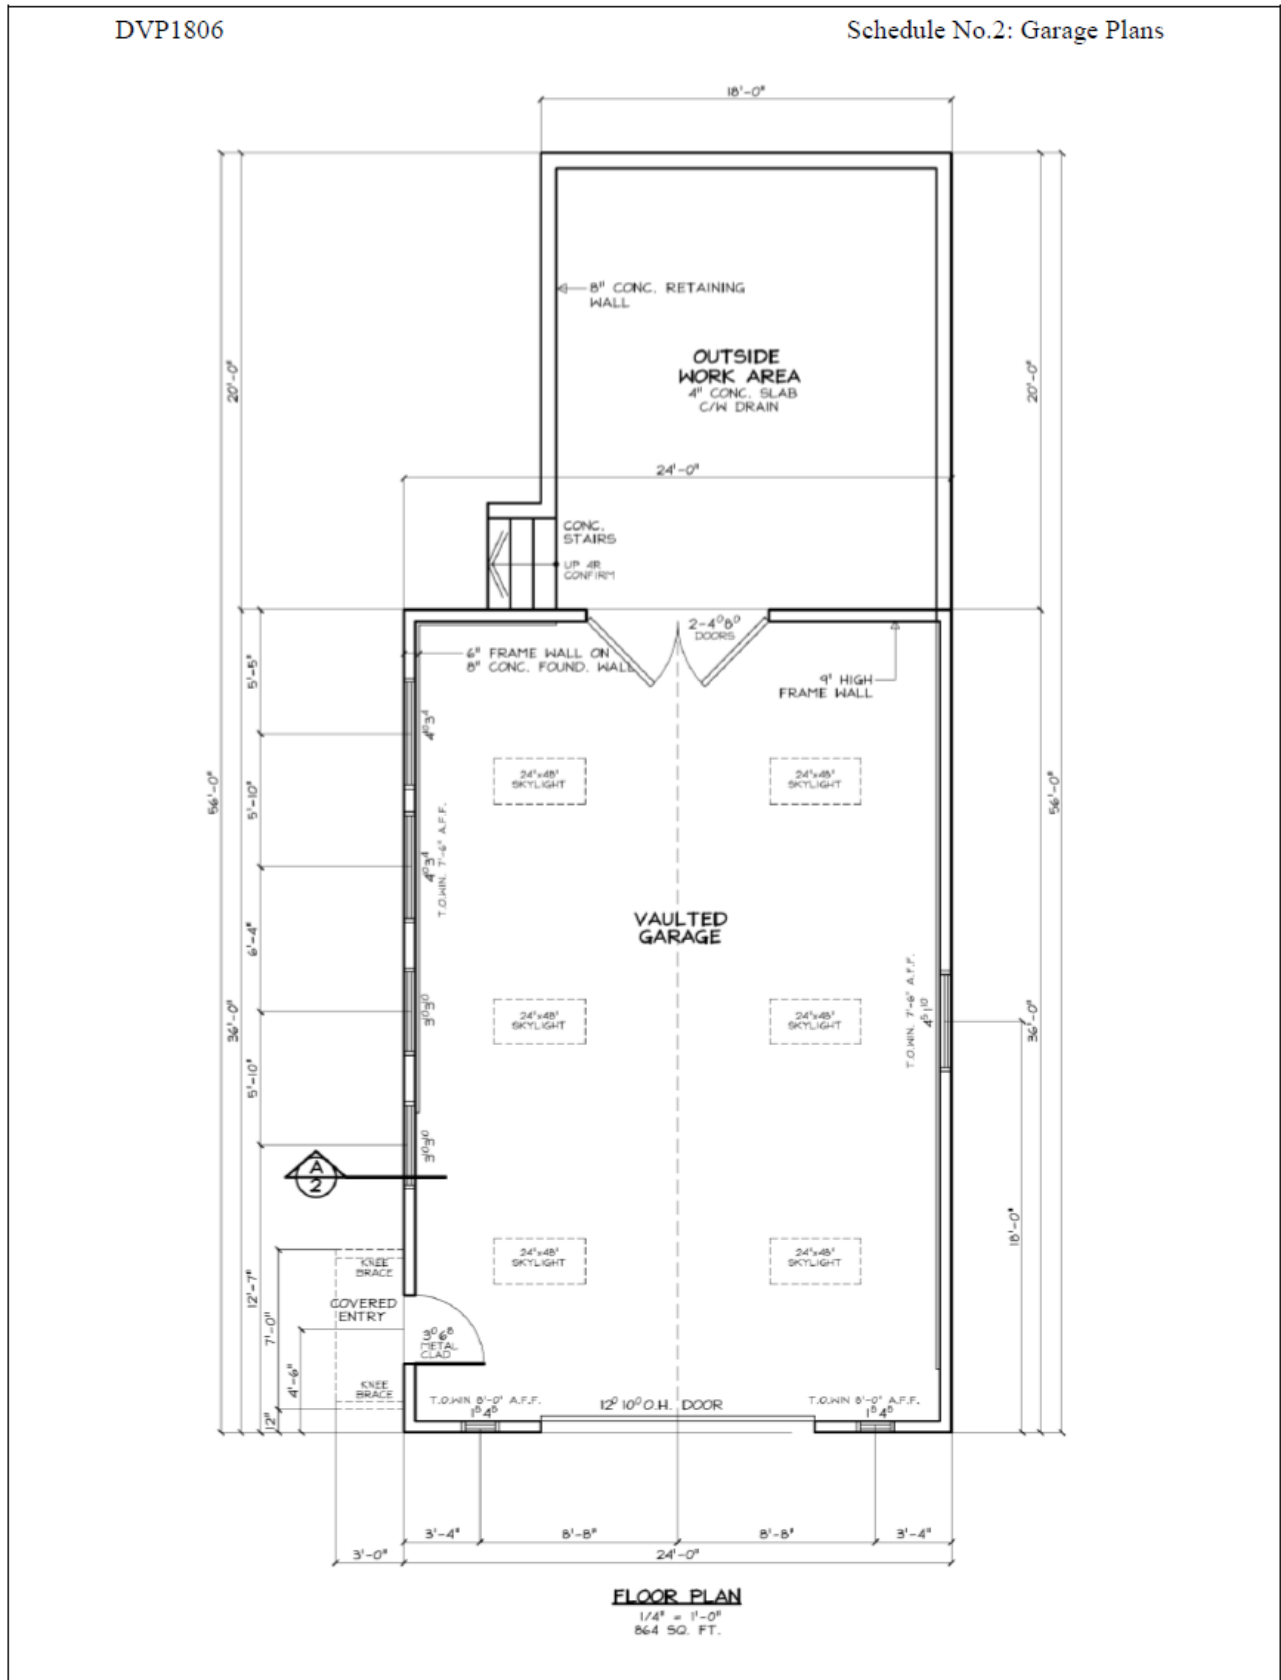 DVP1806
Schedule No.2: Garage Plans
18'-0"
8" CONC. RETAINING
WALL
OUTSIDE
WORK AREA
4" CONC. SLAB
C/W DRAIN
20'-0"
20'-0"
24'-0"
CONC.
STAIRS
UP 4R
CONFIRM
2-4⁰8⁰
DOORS
6" FRAME WALL ON
8" CONC. FOUND. WALL
9' HIGH
FRAME WALL
5'-5"
4⁰3⁴
24"x48"
SKYLIGHT
24"x48"
SKYLIGHT
56'-0"
5'-10"
56'-0"
4⁰3⁴
T.O.WIN. 7'-6" A.F.F.
VAULTED
GARAGE
6'-4"
36'-0"
3⁰3¹⁰
24"x48"
SKYLIGHT
24"x48"
SKYLIGHT
T.O.WIN. 7'-6" A.F.F.
4⁵1¹⁰
36'-0"
5'-10"
3⁰3¹⁰
A
2
18'-0"
24"x48"
SKYLIGHT
24"x48"
SKYLIGHT
KNEE
BRACE
12'-7"
COVERED
ENTRY
7'-0"
3⁰6⁸
METAL
CLAD
4'-6"
KNEE
BRACE
12"
T.O.WIN 8'-0" A.F.F.
1⁸4⁸
12⁰10⁰ O.H. DOOR
T.O.WIN 8'-0" A.F.F.
1⁸4⁸
3'-4"
8'-8"
8'-8"
3'-4"
3'-0"
24'-0"
FLOOR PLAN
1/4" = 1'-0"
864 SQ. FT.